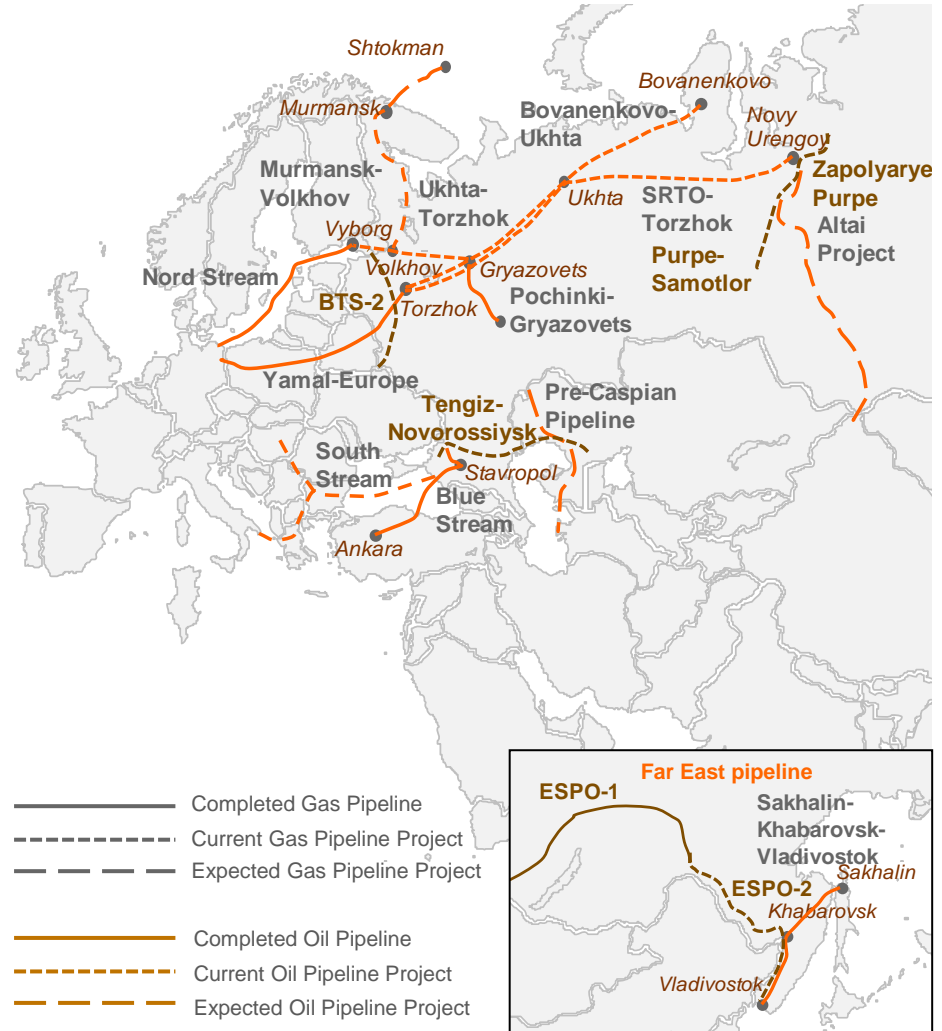 Shtokman
Bovanenkovo
Murmansk
Bovanenkovo-
Ukhta
Novy
Urengoy
Murmansk-
Volkhov
Ukhta-
Torzhok
Ukhta
SRTO-
Torzhok
Zapolyarye
Purpe
Altai
Project
Vyborg
Volkhov
Gryazovets
Purpe-
Samotlor
Nord Stream
BTS-2
Torzhok
Pochinki-
Gryazovets
Yamal-Europe
Pre-Caspian
Pipeline
Tengiz-
Novorossiysk
South
Stream
Stavropol
Blue
Stream
Ankara
Far East pipeline
ESPO-1
Sakhalin-
Khabarovsk-
Vladivostok
Sakhalin
ESPO-2
Khabarovsk
Vladivostok
Completed Gas Pipeline
Current Gas Pipeline Project
Expected Gas Pipeline Project
Completed Oil Pipeline
Current Oil Pipeline Project
Expected Oil Pipeline Project